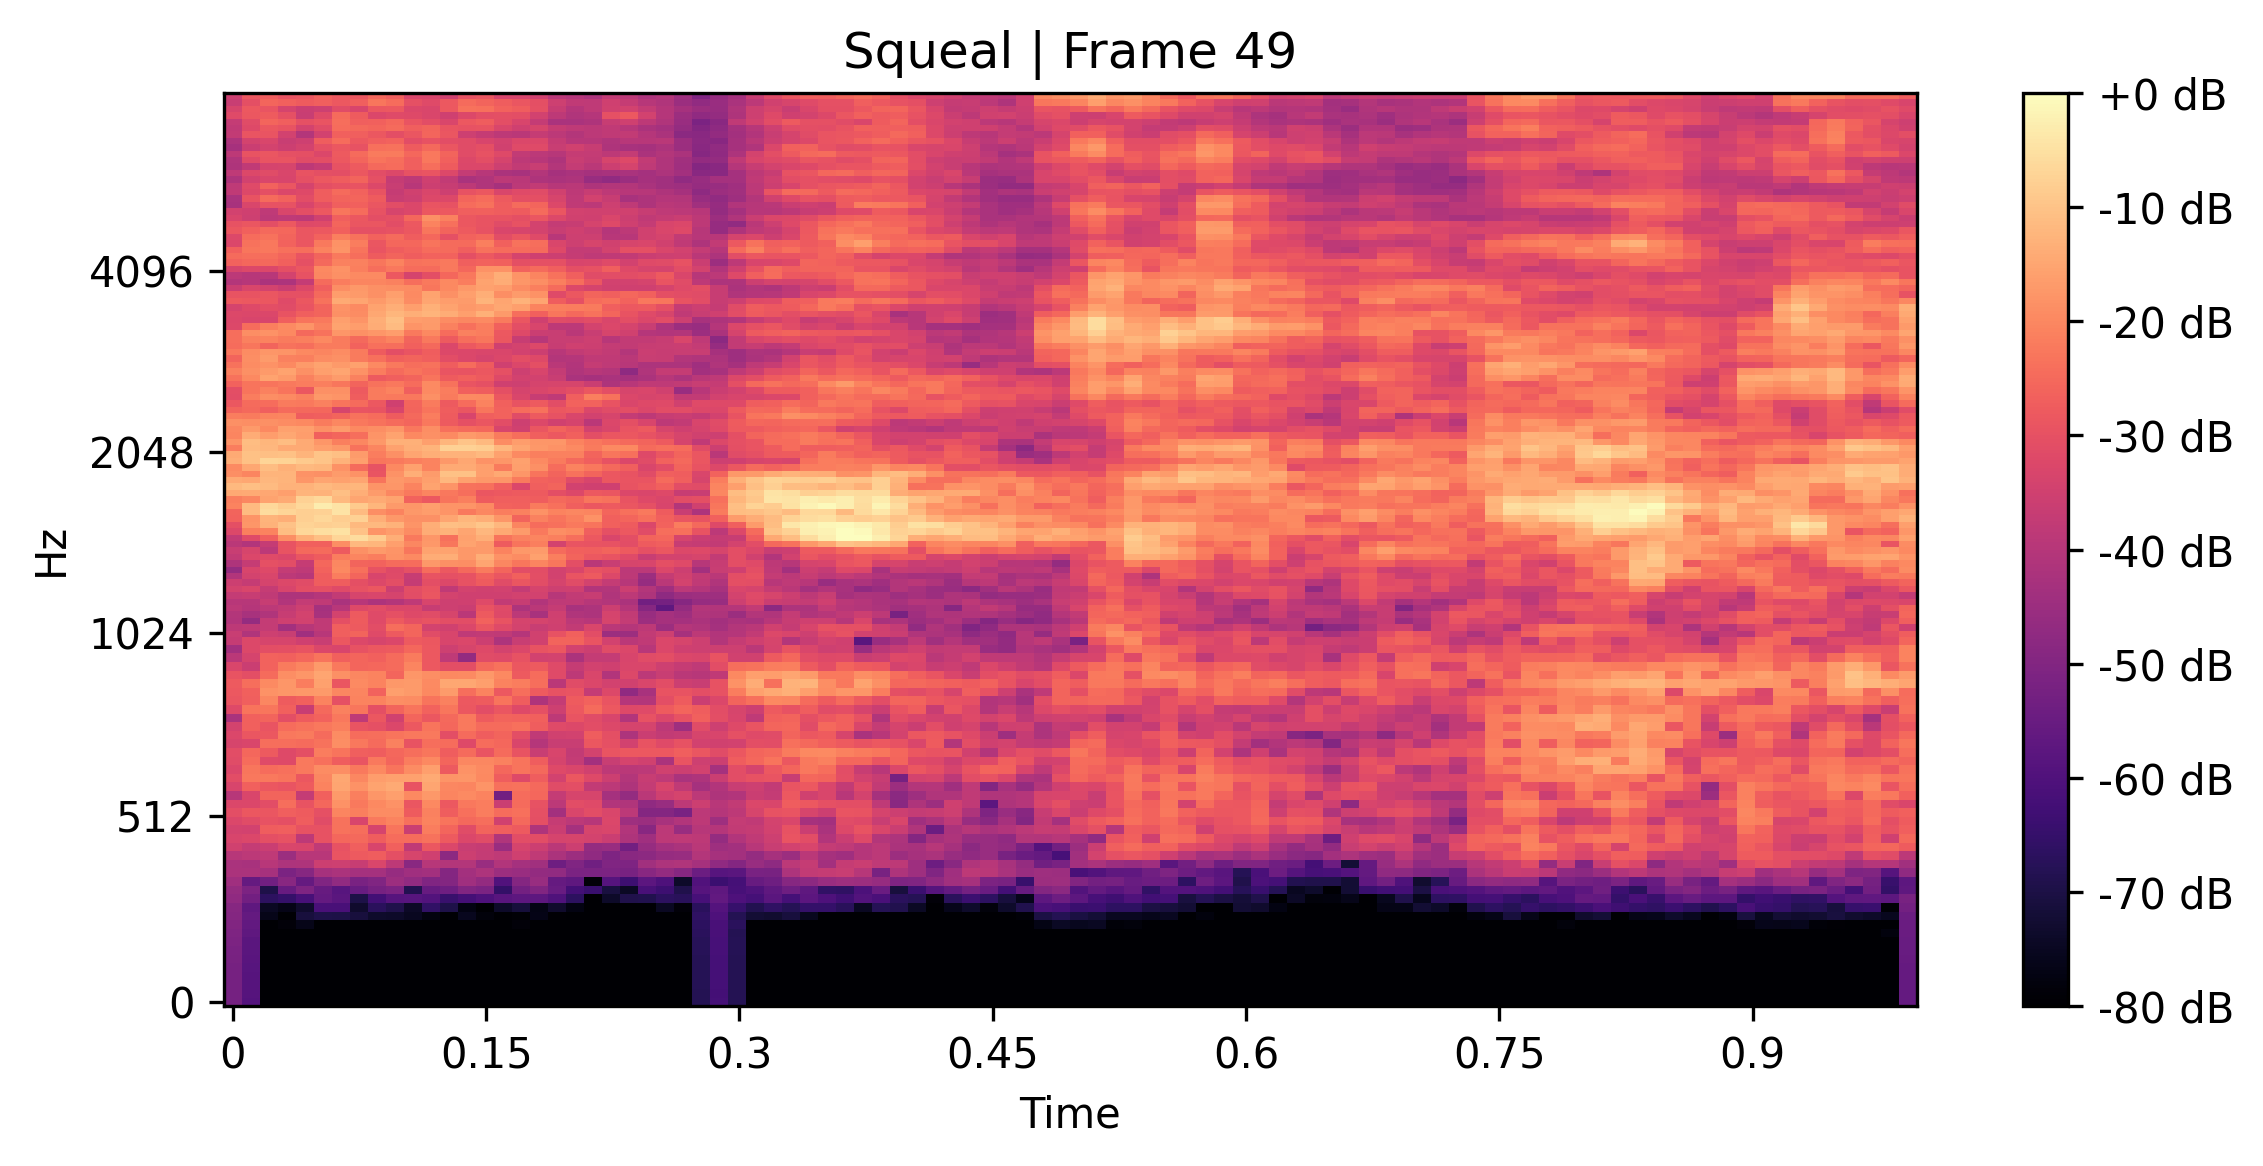 Squeal | Frame 49
+0 dB
-10 dB
-20 dB
-30 dB
-40 dB
-50 dB
-60 dB
-70 dB
-80 dB
Hz
4096
2048
1024
512
0
0 0.15 0.3 0.45 0.6 0.75 0.9
Time